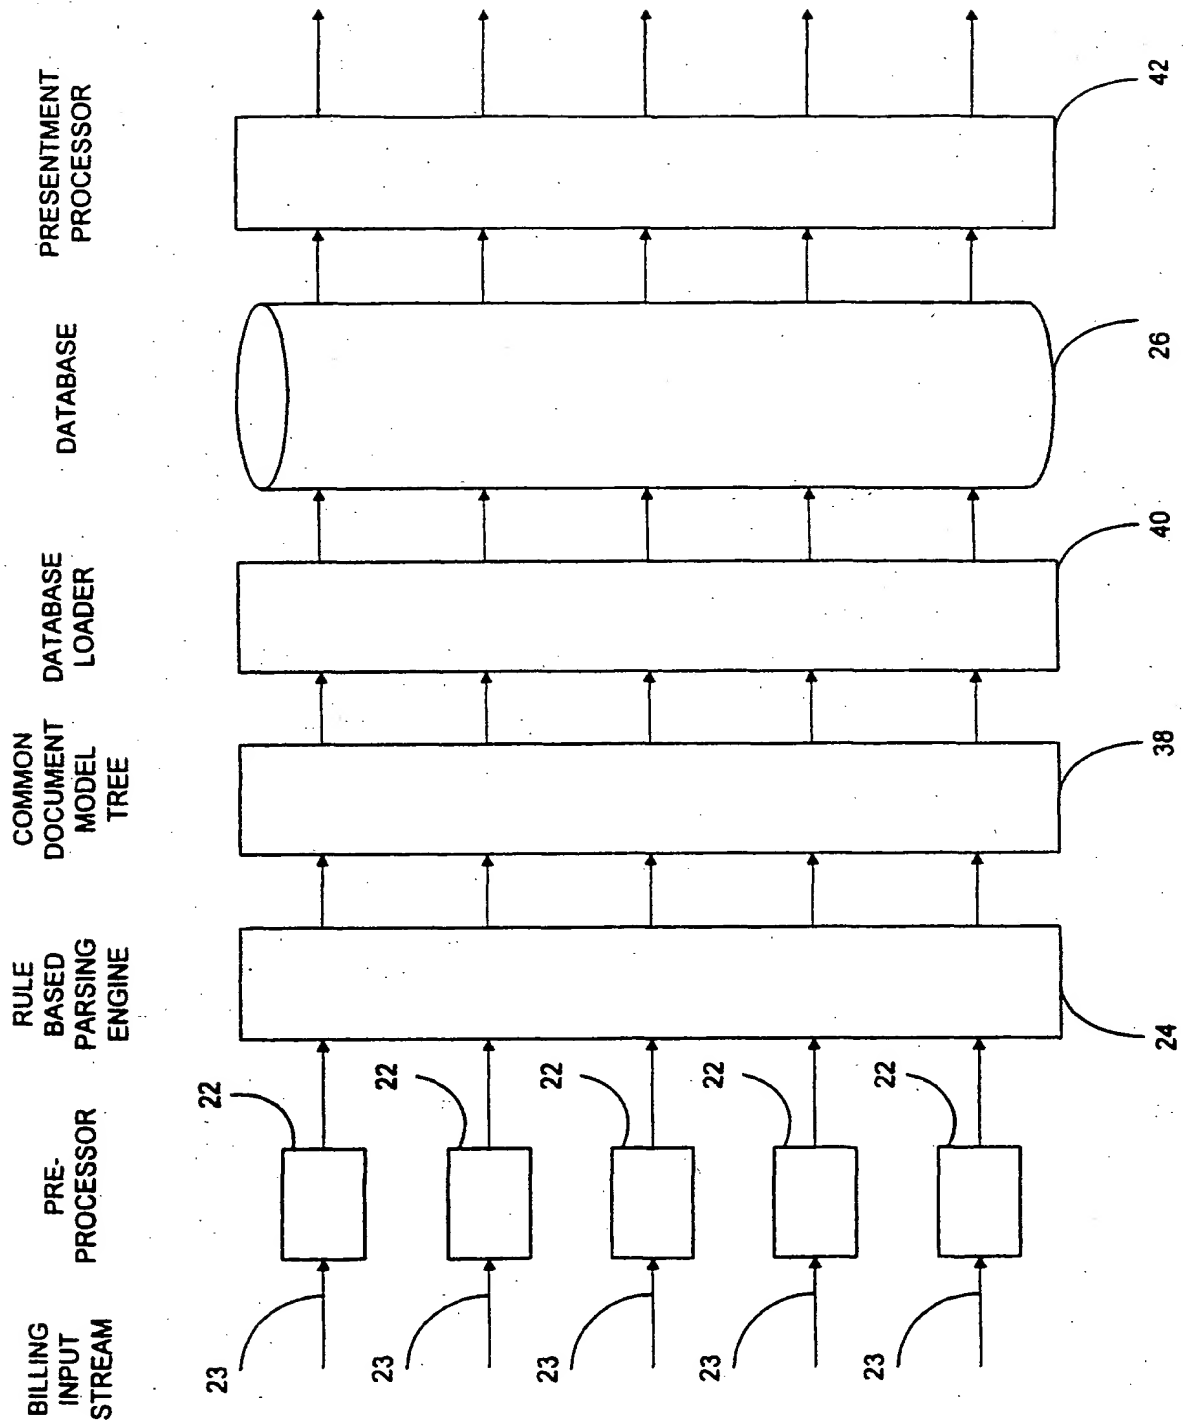 BILLING
INPUT
STREAM
PRE-
PROCESSOR
RULE
BASED
PARSING
ENGINE
COMMON
DOCUMENT
MODEL
TREE
DATABASE
LOADER
DATABASE
PRESENTMENT
PROCESSOR
23
22
23
22
23
22
23
22
23
22
24
38
40
26
42